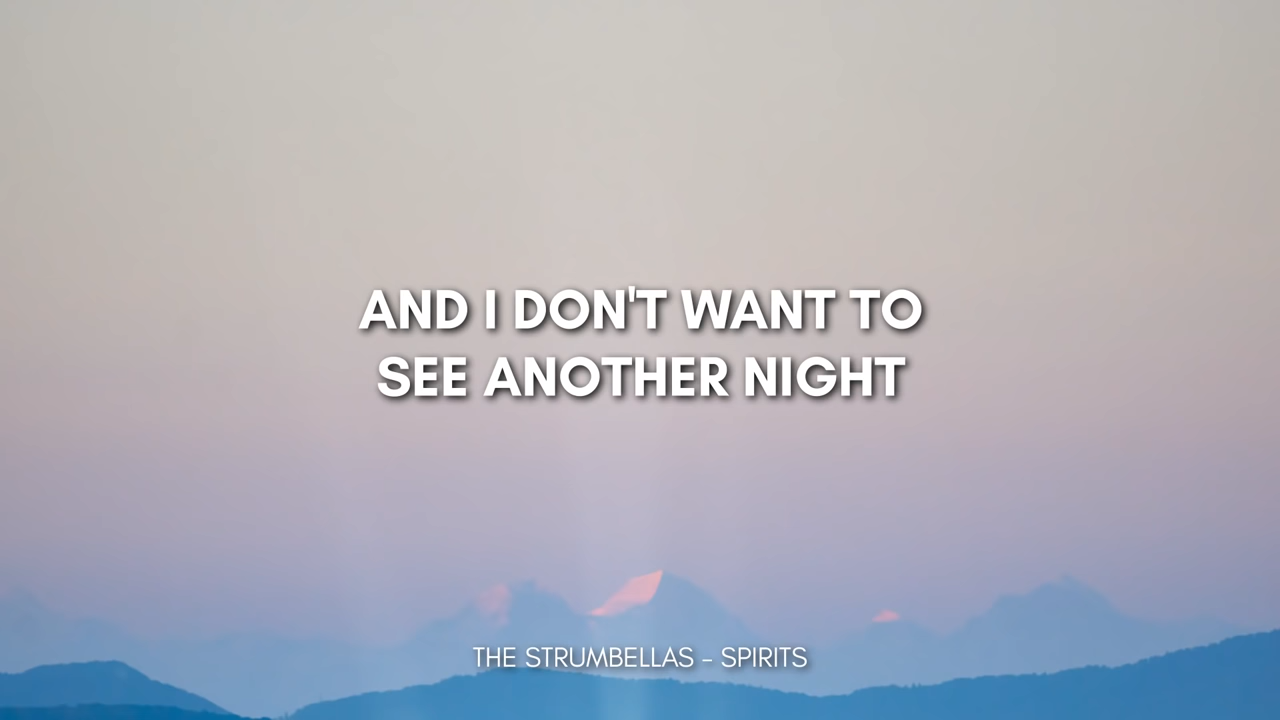 AND I DON'T WANT TO
SEE ANOTHER NIGHT
THE STRUMBELLAS – SPIRITS